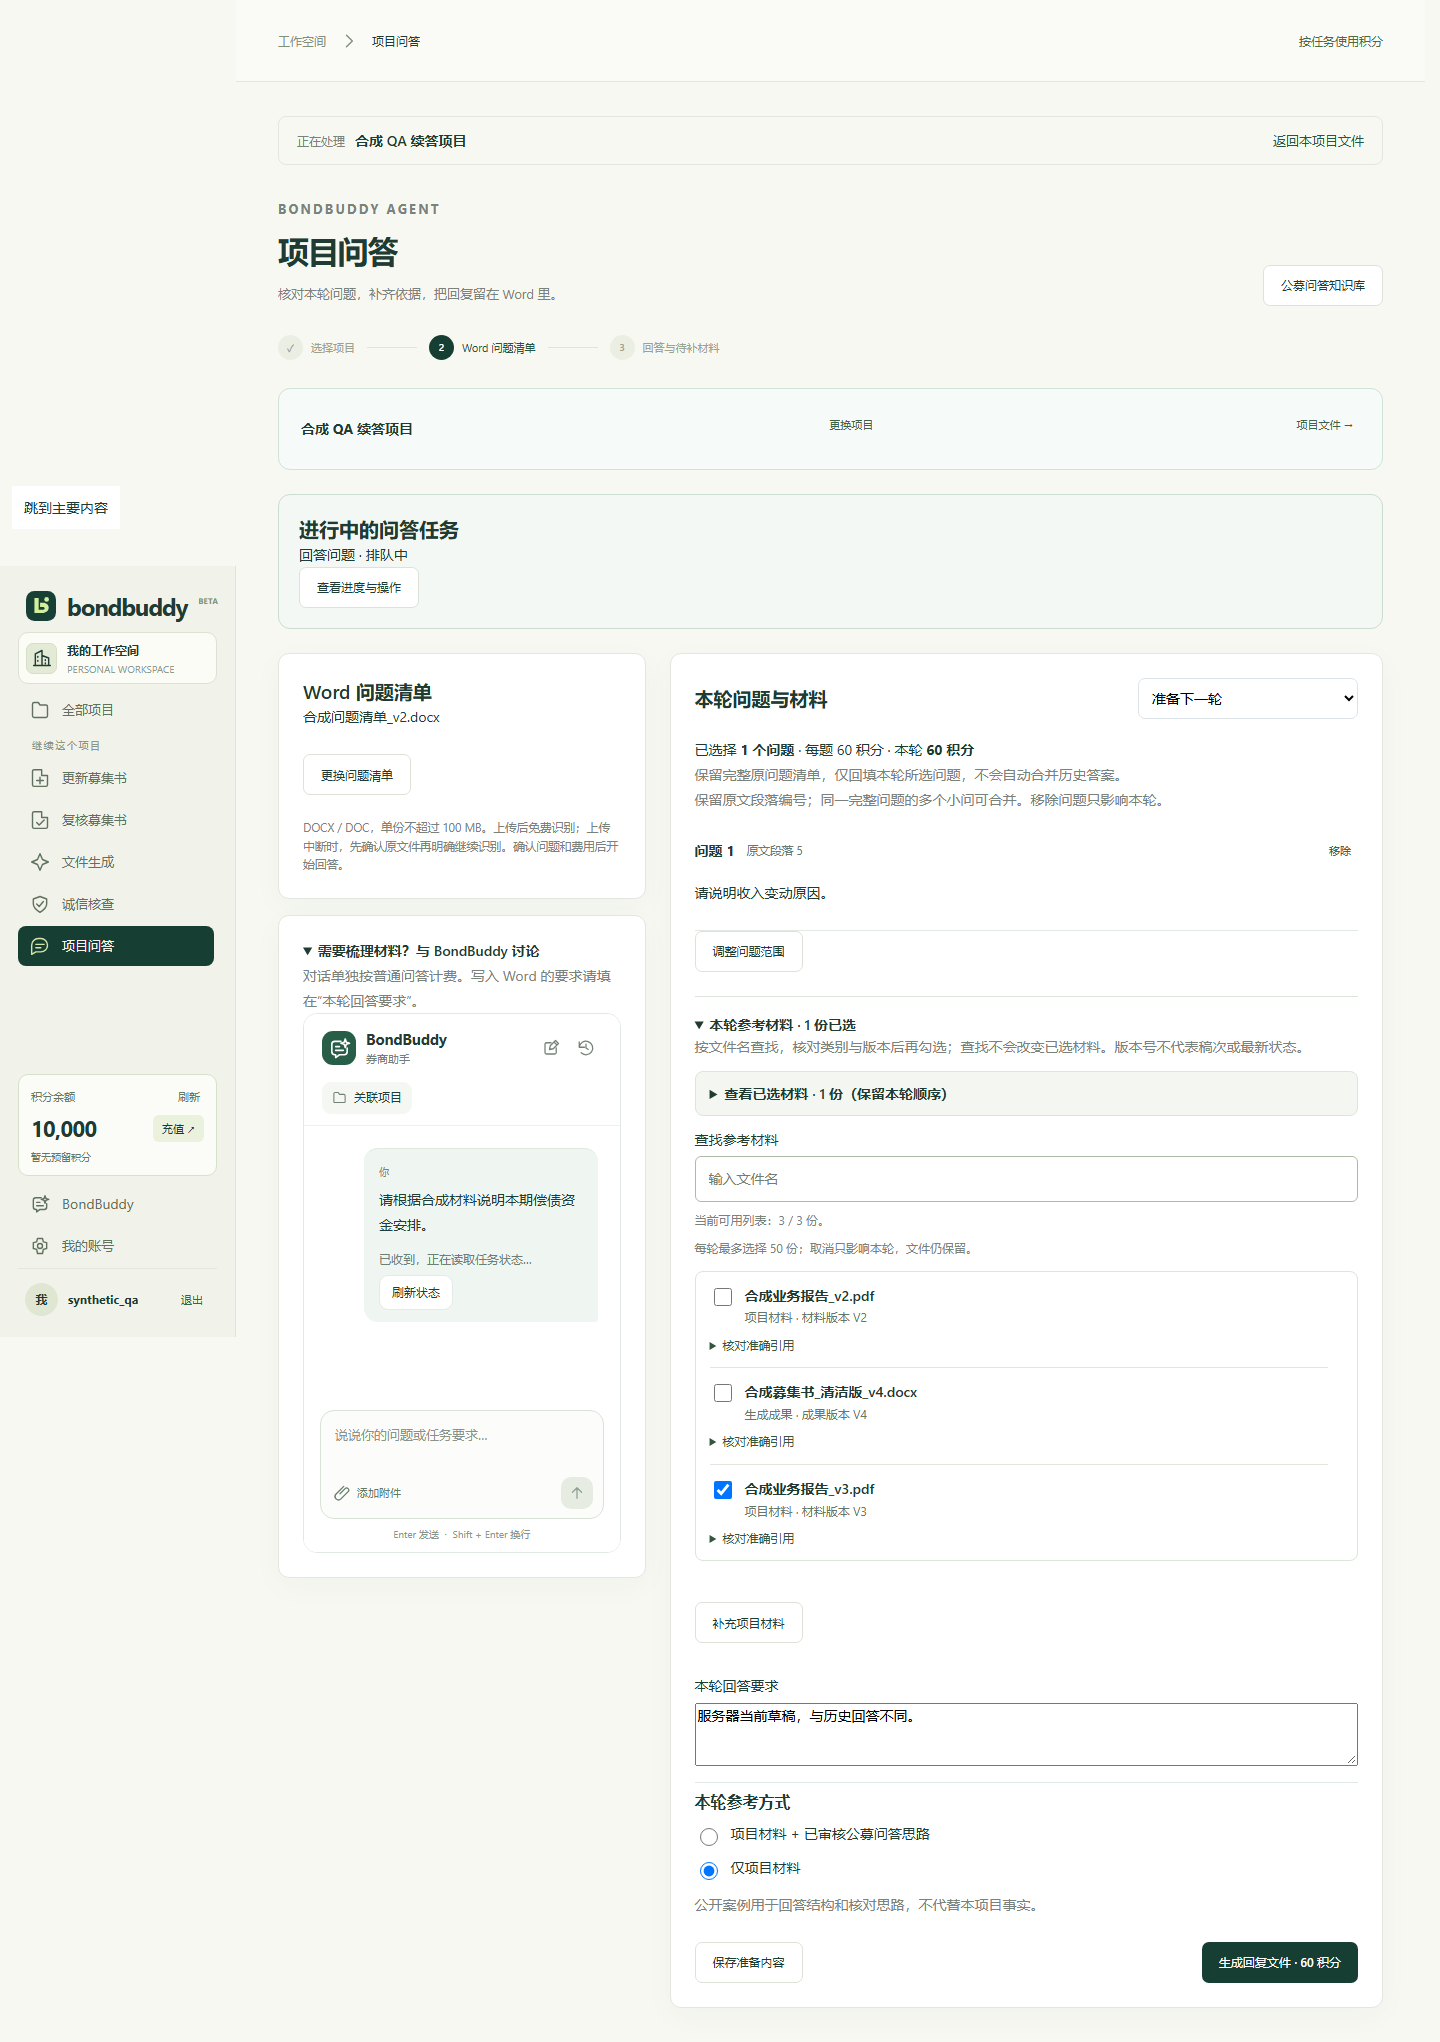 工作空间
项目问答
按任务使用积分
正在处理 合成 QA 续答项目
返回本项目文件
BONDBUDDY AGENT
项目问答
核对本轮问题，补齐依据，把回复留在 Word 里。
公募问答知识库
✓ 选择项目
2 Word 问题清单
3 回答与待补材料
合成 QA 续答项目
更换项目
项目文件 →
跳到主要内容
进行中的问答任务
回答问题 · 排队中
查看进度与操作
bondbuddy BETA
我的工作空间
PERSONAL WORKSPACE
全部项目
继续这个项目
更新募集书
复核募集书
文件生成
诚信核查
项目问答
积分余额
刷新
10,000
充值 ↗
暂无预留积分
BondBuddy
我的账号
我 synthetic_qa
退出
Word 问题清单
合成问题清单_v2.docx
更换问题清单
DOCX / DOC，单份不超过 100 MB。上传后免费识别；上传
中断时，先确认原文件再明确继续识别。确认问题和费用后开
始回答。
▼ 需要梳理材料？与 BondBuddy 讨论
对话单独按普通问答计费。写入 Word 的要求请填
在“本轮回答要求”。
BondBuddy
券商助手
关联项目
你
请根据合成材料说明本期偿债资
金安排。
已收到，正在读取任务状态...
刷新状态
说说你的问题或任务要求...
添加附件
Enter 发送 · Shift + Enter 换行
本轮问题与材料
准备下一轮
已选择 1 个问题 · 每题 60 积分 · 本轮 60 积分
保留完整原问题清单，仅回填本轮所选问题，不会自动合并历史答案。
保留原文段落编号；同一完整问题的多个小问可合并。移除问题只影响本轮。
问题 1 原文段落 5
移除
请说明收入变动原因。
调整问题范围
▼ 本轮参考材料 · 1 份已选
按文件名查找，核对类别与版本后再勾选；查找不会改变已选材料。版本号不代表稿次或最新状态。
▶ 查看已选材料 · 1 份（保留本轮顺序）
查找参考材料
输入文件名
当前可用列表：3 / 3 份。
每轮最多选择 50 份；取消只影响本轮，文件仍保留。
合成业务报告_v2.pdf
项目材料 · 材料版本 V2
▶ 核对准确引用
合成募集书_清洁版_v4.docx
生成成果 · 成果版本 V4
▶ 核对准确引用
合成业务报告_v3.pdf
项目材料 · 材料版本 V3
▶ 核对准确引用
补充项目材料
本轮回答要求
服务器当前草稿，与历史回答不同。
本轮参考方式
项目材料 + 已审核公募问答思路
仅项目材料
公开案例用于回答结构和核对思路，不代替本项目事实。
保存准备内容
生成回复文件 · 60 积分